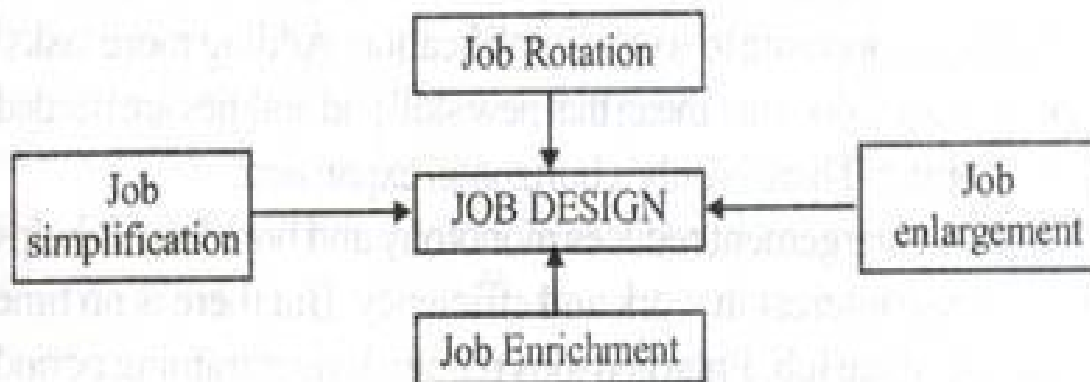 Job Rotation
Job
simplification
JOB DESIGN
Job
enlargement
Job Enrichment